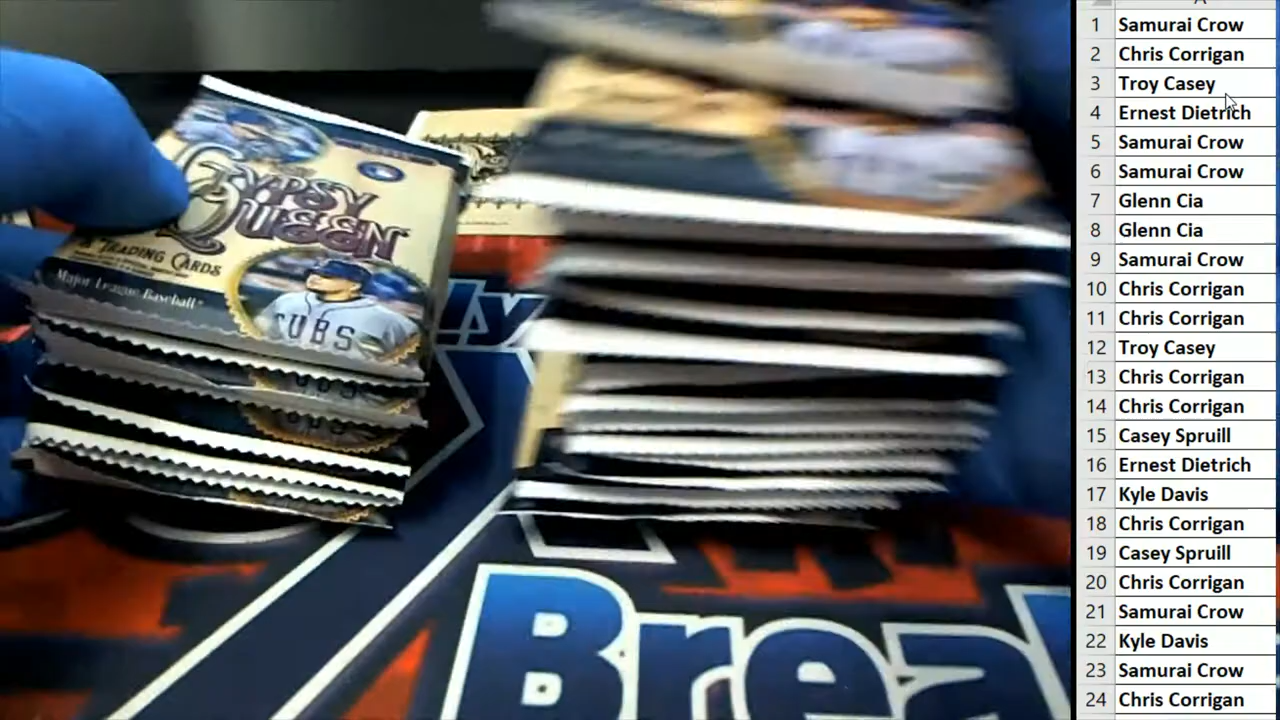 GYPSY
QUEEN
8 TRADING CARDS
Major League Baseball
CUBS
ly
Brea
A
1 Samurai Crow
2 Chris Corrigan
3 Troy Casey
4 Ernest Dietrich
5 Samurai Crow
6 Samurai Crow
7 Glenn Cia
8 Glenn Cia
9 Samurai Crow
10 Chris Corrigan
11 Chris Corrigan
12 Troy Casey
13 Chris Corrigan
14 Chris Corrigan
15 Casey Spruill
16 Ernest Dietrich
17 Kyle Davis
18 Chris Corrigan
19 Casey Spruill
20 Chris Corrigan
21 Samurai Crow
22 Kyle Davis
23 Samurai Crow
24 Chris Corrigan